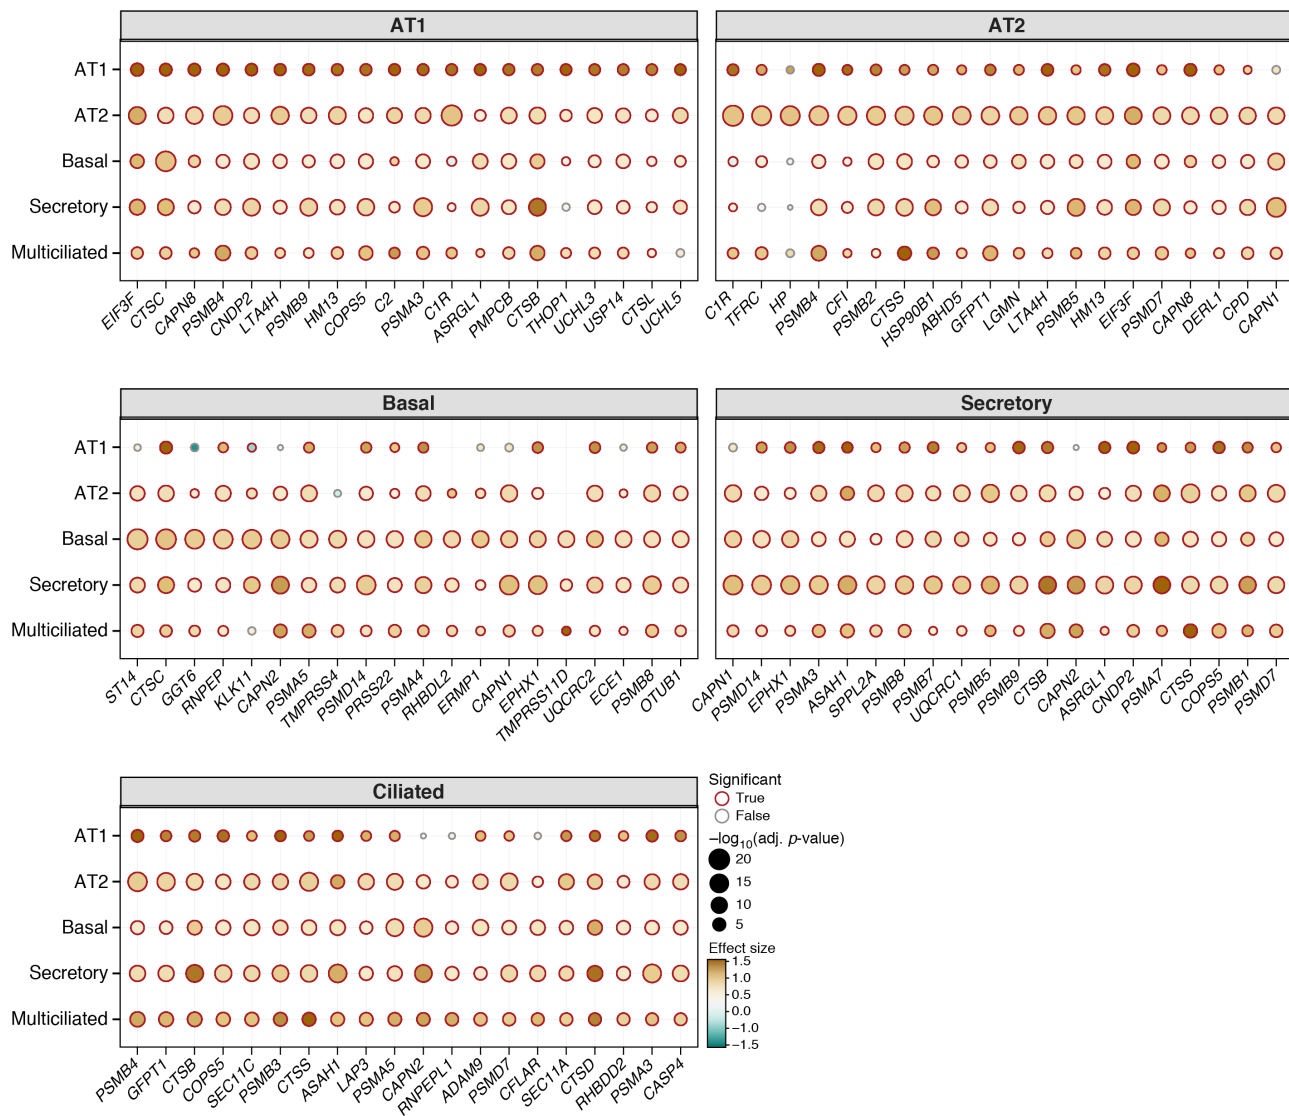 AT1
AT2
AT1
AT2
Basal
Secretory
Multiciliated
EIF3F CTSC CAPN8 PSMB4 CNDP2 LTA4H PSMB9 HM13 COPS5 C2 PSMA3 C1R ASRGL1 PMPCB CTSB THOP1 UCHL3 USP14 CTSL UCHL5
C1R TFRC HP PSMB4 CFI PSMB2 CTSS HSP90B1 ABHD5 GFPT1 LGMN LTA4H PSMB5 HM13 EIF3F PSMD7 CAPN8 DERL1 CPD CAPN1
Basal
Secretory
AT1
AT2
Basal
Secretory
Multiciliated
ST14 CTSC GGT6 RNPEP KLK11 CAPN2 PSMA5 TMPRSS4 PSMD14 PRSS22 PSMA4 RHBDL2 ERMP1 CAPN1 EPHX1 TMPRSS11D UQCRC2 ECE1 PSMB8 OTUB1
CAPN1 PSMD14 EPHX1 PSMA3 ASAH1 SPPL2A PSMB8 PSMB7 UQCRC1 PSMB5 PSMB9 CTSB CAPN2 ASRGL1 CNDP2 PSMA7 CTSS COPS5 PSMB1 PSMD7
Ciliated
AT1
AT2
Basal
Secretory
Multiciliated
PSMB4 GFPT1 CTSB COPS5 SEC11C PSMB3 CTSS ASAH1 LAP3 PSMA5 CAPN2 RNPEPL1 ADAM9 PSMD7 CFLAR SEC11A CTSD RHBDD2 PSMA3 CASP4
Significant
True
False
−log10(adj. p-value)
20
15
10
5
Effect size
1.5
1.0
0.5
0.0
−1.0
−1.5